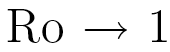 Ro → 1